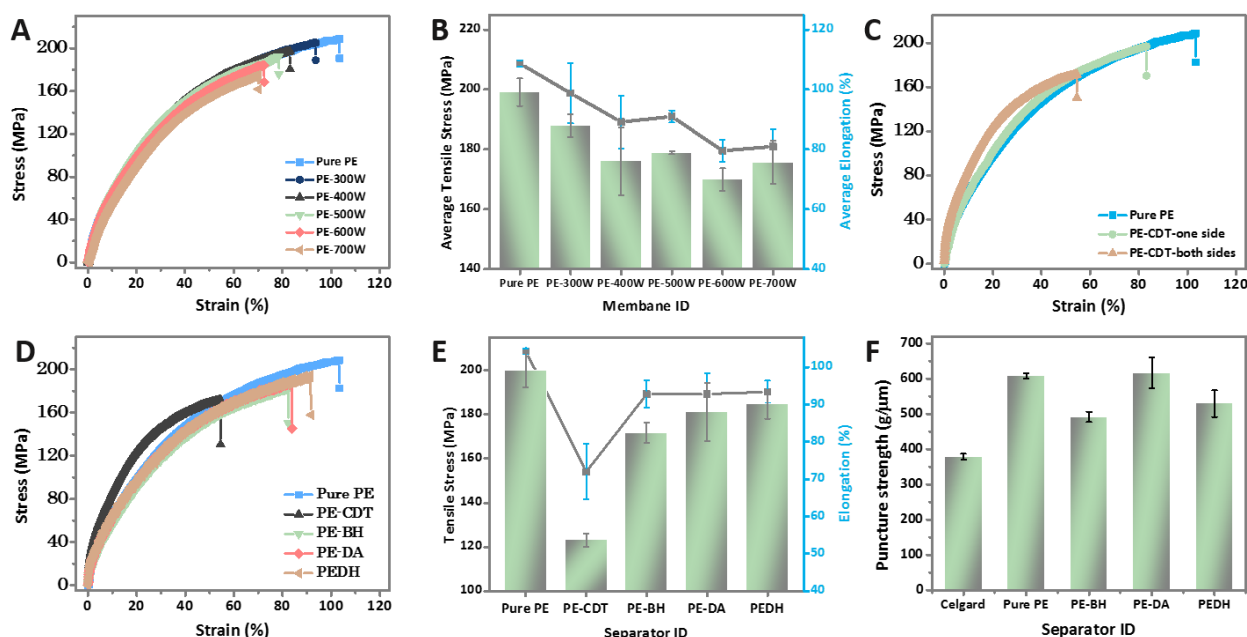 A
Stress (MPa)
200
160
120
80
40
0
Pure PE
PE-300W
PE-400W
PE-500W
PE-600W
PE-700W
0 20 40 60 80 100 120
Strain (%)
B
Average Tensile Stress (MPa)
220
200
180
160
140
Average Elongation (%)
120
100
80
60
40
Pure PE PE-300W PE-400W PE-500W PE-600W PE-700W
Membane ID
C
Stress (MPa)
200
160
120
80
40
0
Pure PE
PE-CDT-one side
PE-CDT-both sides
0 20 40 60 80 100 120
Strain (%)
D
Stress (MPa)
200
160
120
80
40
0
Pure PE
PE-CDT
PE-BH
PE-DA
PEDH
0 20 40 60 80 100 120
Strain (%)
E
Tensile Stress (MPa)
200
180
160
140
120
100
Elongation (%)
100
90
80
70
60
50
40
Pure PE PE-CDT PE-BH PE-DA PEDH
Separator ID
F
Puncture strength (g/μm)
700
600
500
400
300
200
100
0
Celgard Pure PE PE-BH PE-DA PEDH
Separator ID